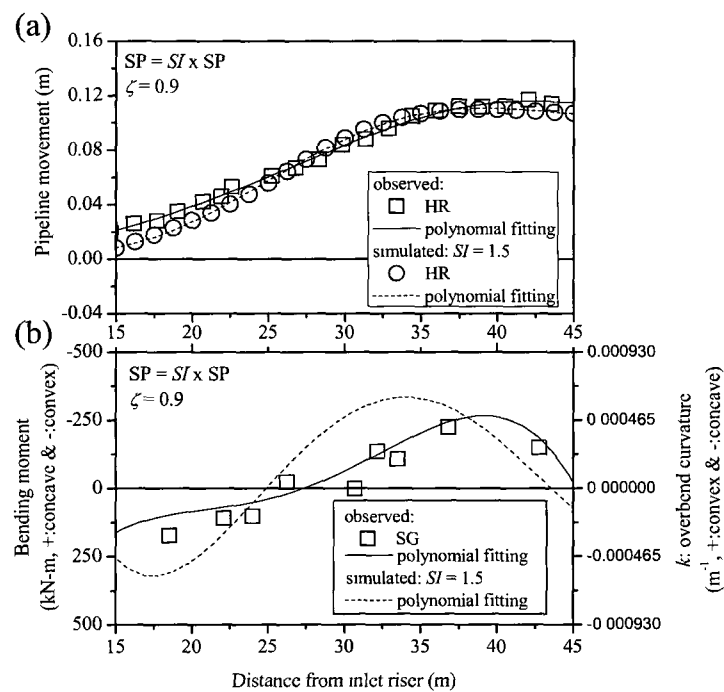 (a)
0.16
0.12
0.08
0.04
0.00
-0.04
Pipeline movement (m)
SP = SI x SP
ζ = 0.9
observed:
HR
polynomial fitting
simulated: SI = 1.5
HR
polynomial fitting
15 20 25 30 35 40 45
(b)
-500
-250
0
250
500
Bending moment
(kN-m, +:concave & -:convex)
SP = SI x SP
ζ = 0.9
observed:
SG
polynomial fitting
simulated: SI = 1.5
polynomial fitting
0.000930
0.000465
0.000000
-0.000465
-0 000930
k: overbend curvature
(m-1, +:convex & -:concave)
15 20 25 30 35 40 45
Distance from inlet riser (m)